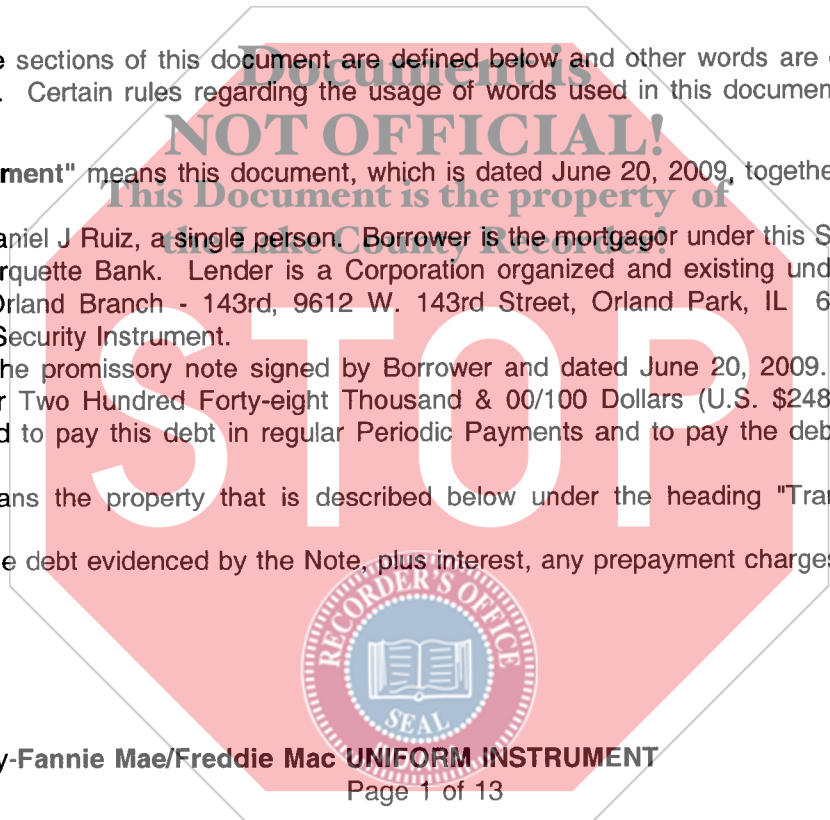 e sections of this document are defined below and other words are
Document is
. Certain rules regarding the usage of words used in this documen
NOT OFFICIAL!
ment" means this document, which is dated June 20, 2009, togethe
This Document is the property of
aniel J Ruiz, a single person. Borrower is the mortgagor under this S
the Lake County Recorder!
rquette Bank. Lender is a Corporation organized and existing und
Orland Branch - 143rd, 9612 W. 143rd Street, Orland Park, IL 6
Security Instrument.
STOP
he promissory note signed by Borrower and dated June 20, 2009.
r Two Hundred Forty-eight Thousand & 00/100 Dollars (U.S. $248
d to pay this debt in regular Periodic Payments and to pay the deb
ans the property that is described below under the heading "Tran
e debt evidenced by the Note, plus interest, any prepayment charges
RECORDER'S OFFICE
SEAL
y-Fannie Mae/Freddie Mac UNIFORM INSTRUMENT
Page 1 of 13